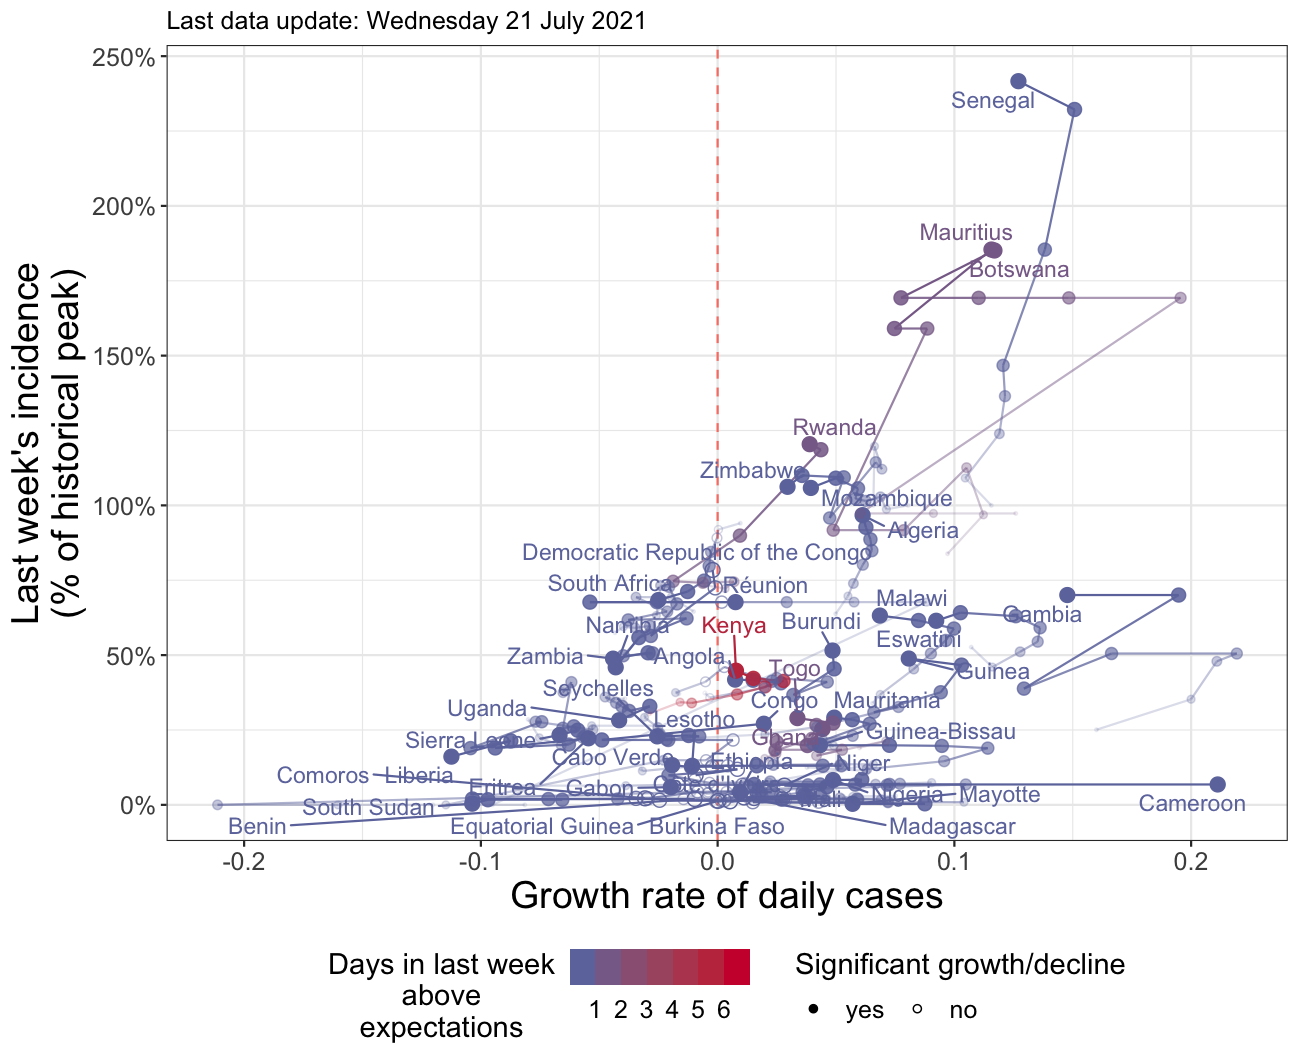 Last data update: Wednesday 21 July 2021
Last week's incidence
(% of historical peak)
250%
200%
150%
100%
50%
0%
Senegal
Mauritius
Botswana
Rwanda
Zimbabwe
Mozambique
Algeria
Democratic Republic of the Congo
South Africa
Réunion
Malawi
Gambia
Namibia
Kenya
Burundi
Eswatini
Zambia
Angola
Togo
Guinea
Seychelles
Congo
Mauritania
Uganda
Lesotho
Ghana
Guinea-Bissau
Sierra Leone
Cabo Verde
Ethiopia
Niger
Comoros
Liberia
Eritrea
Gabon
Mali
Nigeria
Mayotte
South Sudan
Cameroon
Benin
Equatorial Guinea
Burkina Faso
Madagascar
-0.2
-0.1
0.0
0.1
0.2
Growth rate of daily cases
Days in last week
above
expectations
1 2 3 4 5 6
Significant growth/decline
yes
no